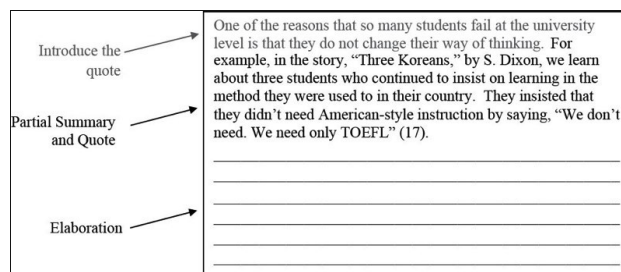 Introduce the
quote
Partial Summary
and Quote
Elaboration
One of the reasons that so many students fail at the university
level is that they do not change their way of thinking. For
example, in the story, “Three Koreans,” by S. Dixon, we learn
about three students who continued to insist on learning in the
method they were used to in their country. They insisted that
they didn’t need American-style instruction by saying, “We don’t
need. We need only TOEFL” (17).